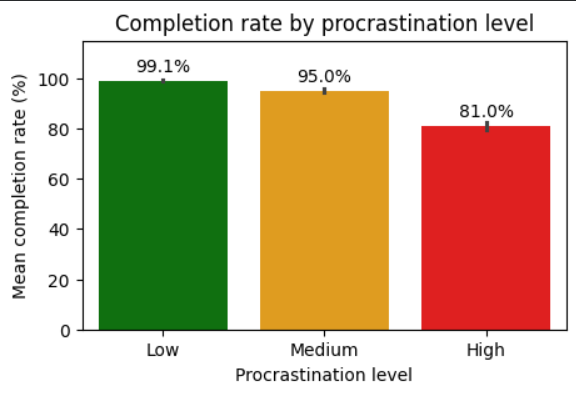 Completion rate by procrastination level
Mean completion rate (%)
100
80
60
40
20
0
99.1%
95.0%
81.0%
Low
Medium
High
Procrastination level